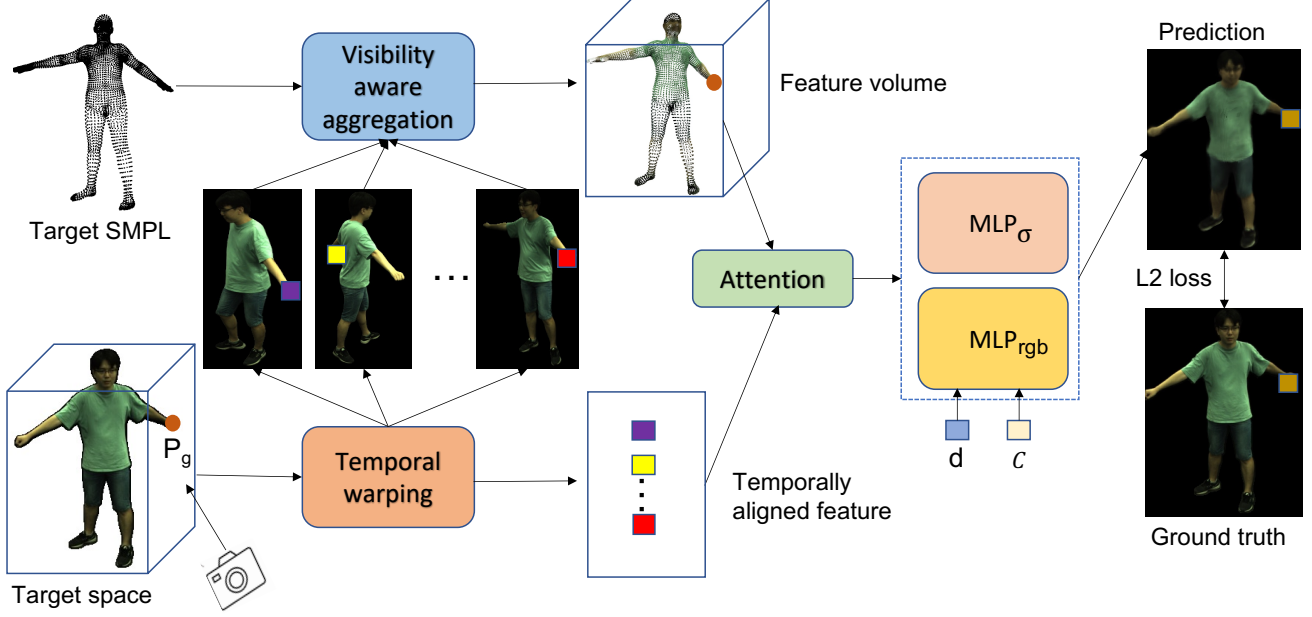 Visibility
aware
aggregation
Prediction
Feature volume
Target SMPL
MLPσ
Attention
L2 loss
MLPrgb
Pg
Temporal
warping
d
C
Temporally
aligned feature
Ground truth
Target space